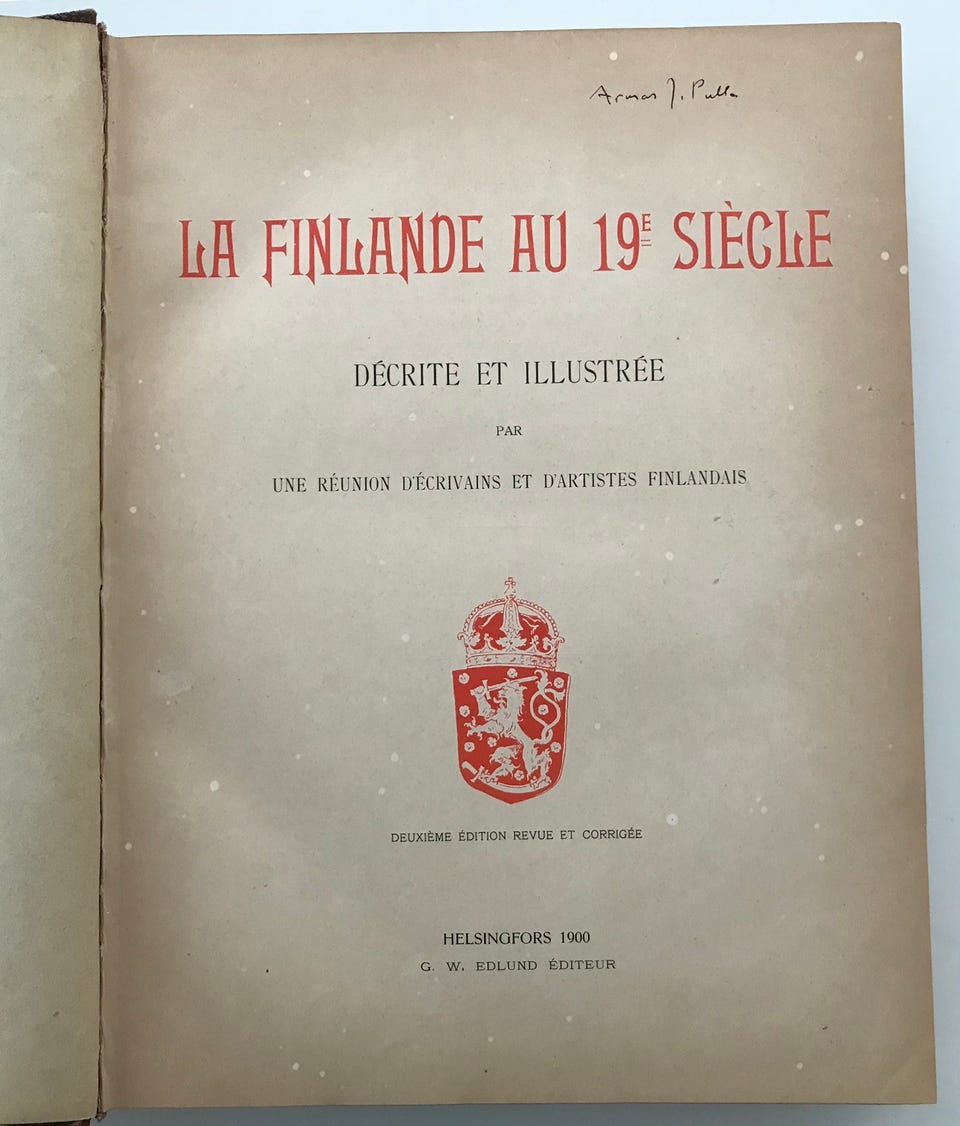 Armas J. Pulla
LA FINLANDE AU 19E SIÈCLE
DÉCRITE ET ILLUSTRÉE
PAR
UNE RÉUNION D'ÉCRIVAINS ET D'ARTISTES FINLANDAIS
DEUXIÈME ÉDITION REVUE ET CORRIGÉE
HELSINGFORS 1900
G. W. EDLUND ÉDITEUR